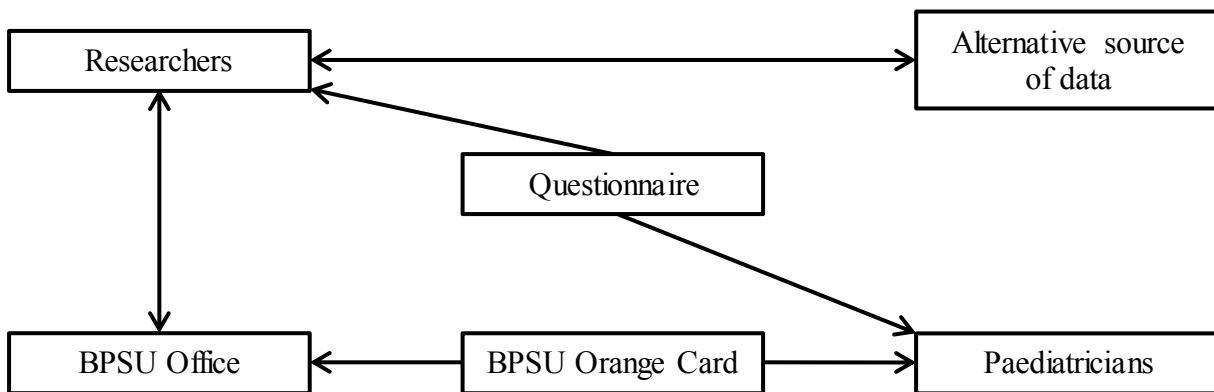 Researchers
Alternative source
of data
Questionnaire
BPSU Office
BPSU Orange Card
Paediatricians